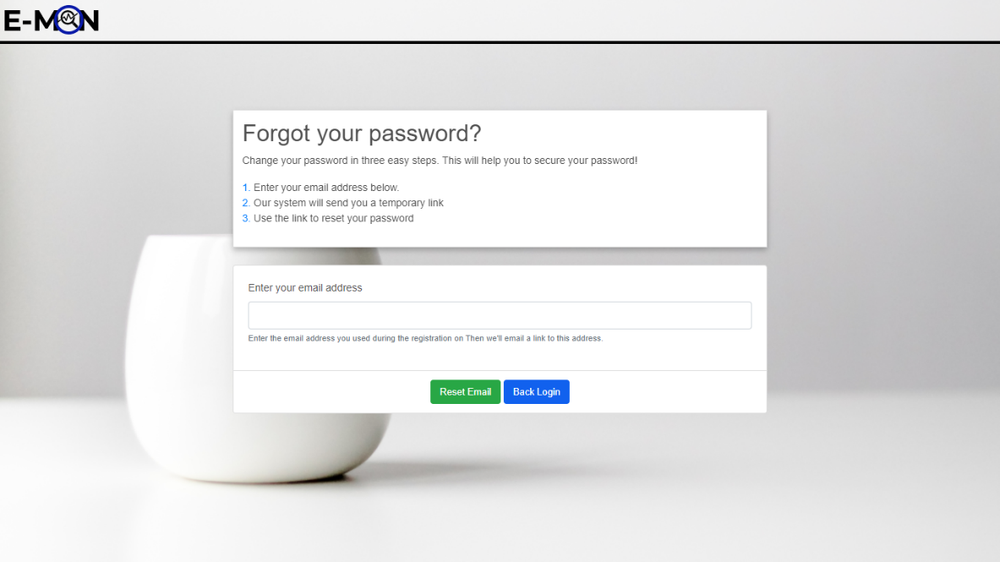 E-MON
Forgot your password?
Change your password in three easy steps. This will help you to secure your password!
1. Enter your email address below.
2. Our system will send you a temporary link
3. Use the link to reset your password
Enter your email address
Enter the email address you used during the registration on Then we'll email a link to this address.
Reset Email Back Login